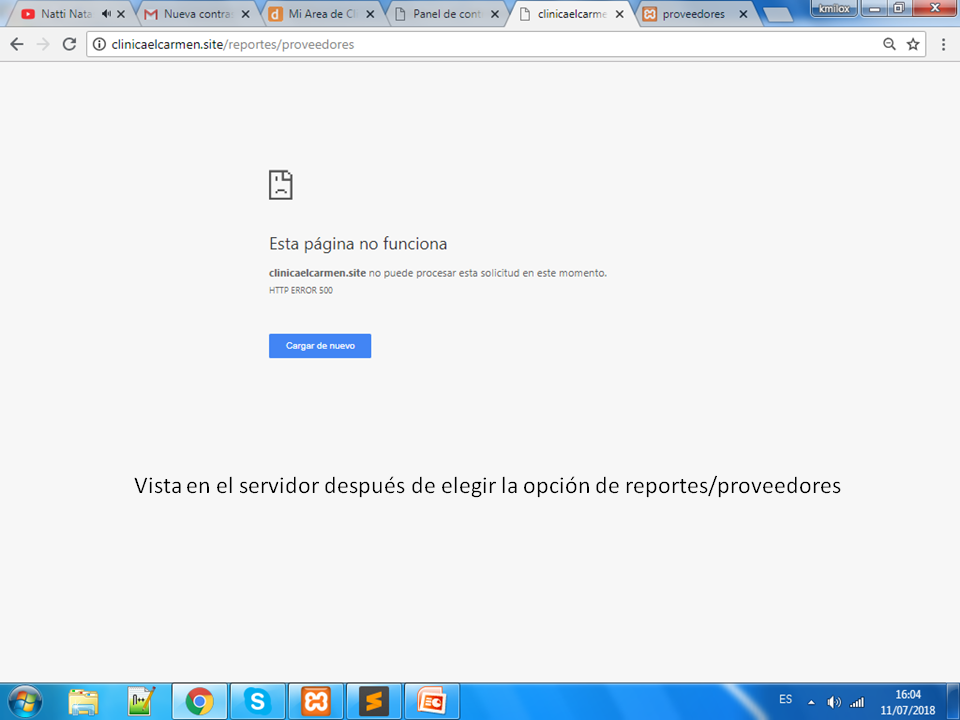 Natti Nata
Nueva contra
Mi Area de Cl
Panel de cont
clinicaelcarme
proveedores
kmilox
clinicaelcarmen.site/reportes/proveedores
Esta página no funciona
clinicaelcarmen.site no puede procesar esta solicitud en este momento.
HTTP ERROR 500
Cargar de nuevo
Vista en el servidor después de elegir la opción de reportes/proveedores
ES
16:04
11/07/2018